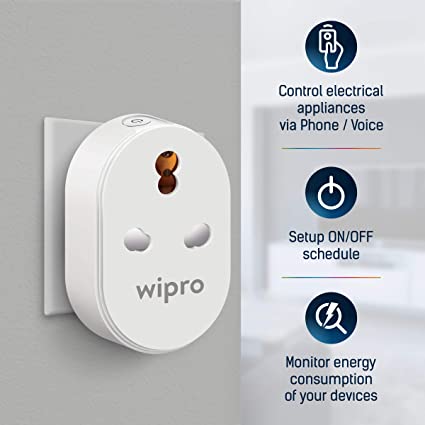 wipro
Control electrical
appliances
via Phone / Voice
Setup ON/OFF
schedule
Monitor energy
consumption
of your devices